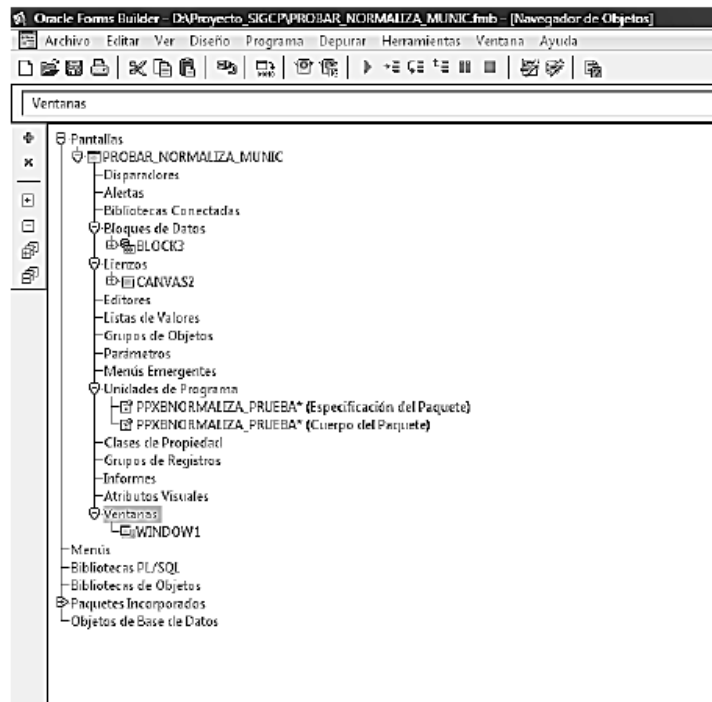 Oracle Forms Builder - D:\Proyecto_SIGCP\PROBAR_NORMALIZA_MUNIC.fmb - [Navegador de Objetos]
Archivo Editar Ver Diseño Programa Depurar Herramientas Ventana Ayuda
Ventanas
Pantallas
PROBAR_NORMALIZA_MUNIC
Disparadores
Alertas
Bibliotecas Conectadas
Bloques de Datos
BLOCK3
Lienzos
CANVAS2
Editores
Listas de Valores
Grupos de Objetos
Parámetros
Menús Emergentes
Unidades de Programa
PPXBNORMALIZA_PRUEBA* (Especificación del Paquete)
PPXBNORMALIZA_PRUEBA* (Cuerpo del Paquete)
Clases de Propiedad
Grupos de Registros
Informes
Atributos Visuales
Ventanas
WINDOW1
Menús
Bibliotecas PL/SQL
Bibliotecas de Objetos
Paquetes Incorporados
Objetos de Base de Datos